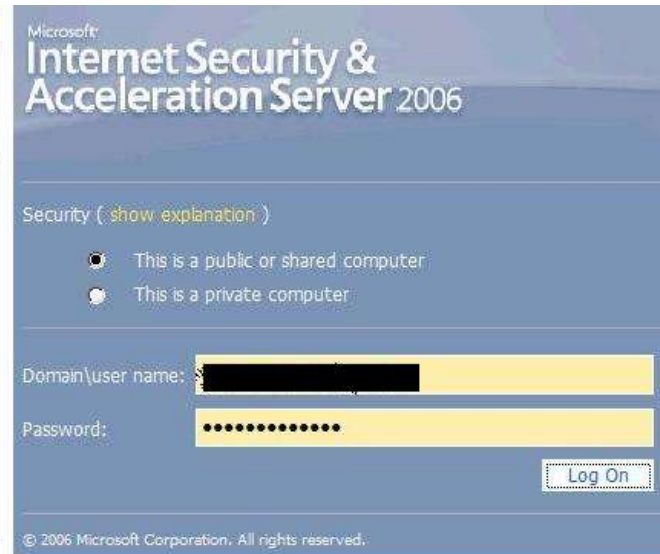 Microsoft
Internet Security &
Acceleration Server 2006
Security ( show explanation )
This is a public or shared computer
This is a private computer
Domain\user name:
Password: •••••••••••••
Log On
© 2006 Microsoft Corporation. All rights reserved.